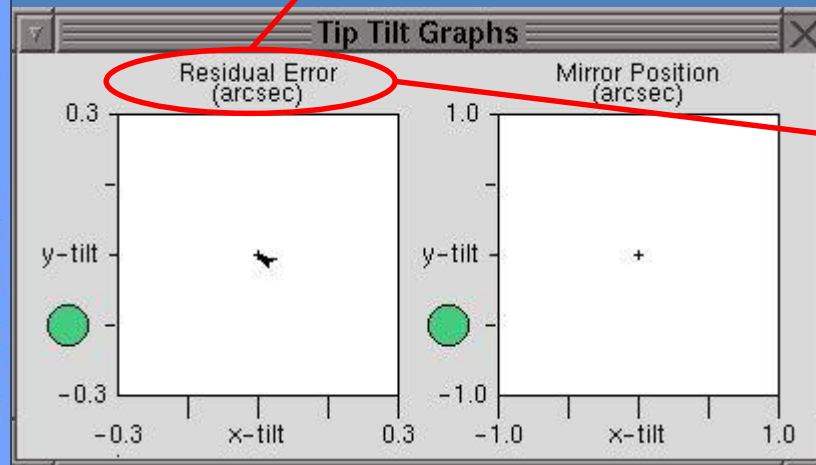 Tip Tilt Graphs
Residual Error
(arcsec)
0.3
y-tilt
-0.3
-0.3 x-tilt 0.3
Mirror Position
(arcsec)
1.0
y-tilt
-1.0
-1.0 x-tilt 1.0